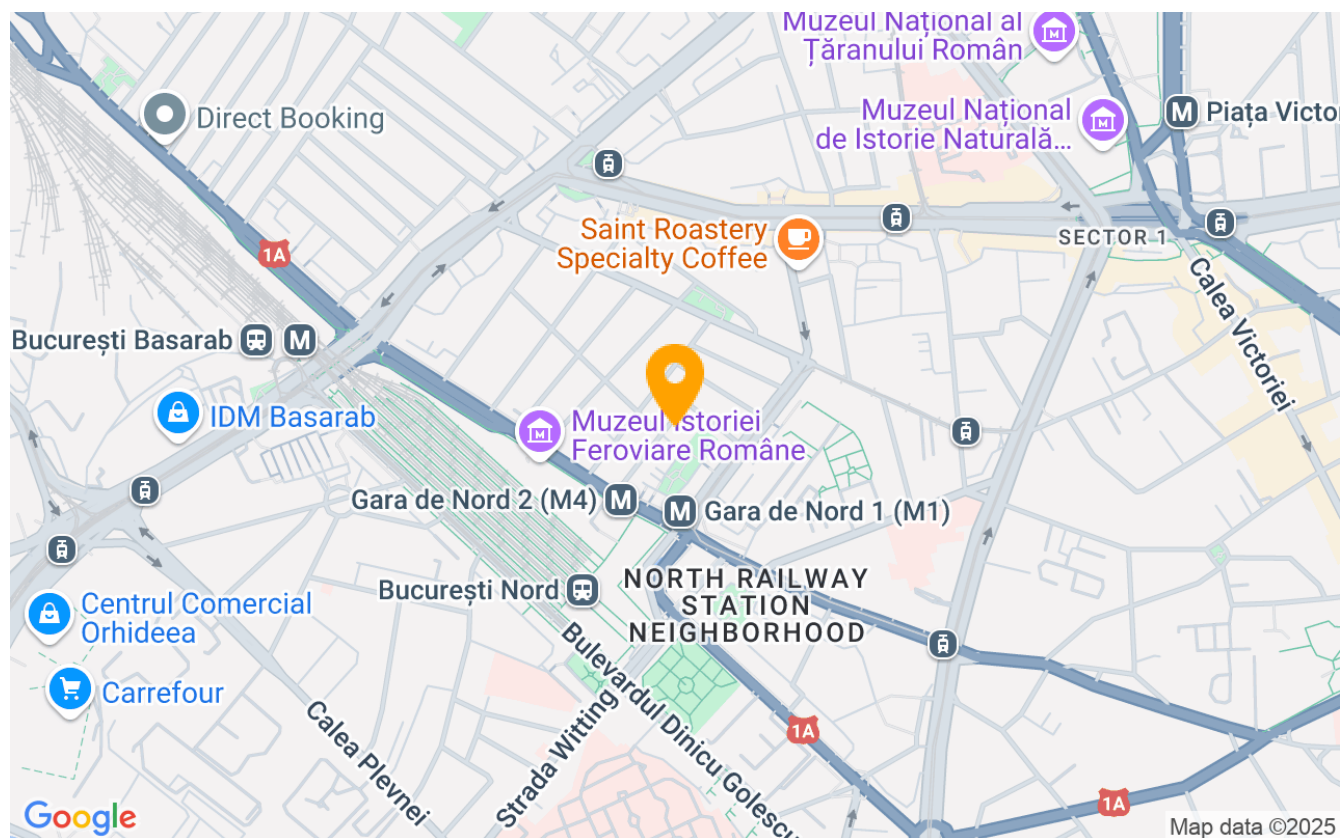 Muzeul Național al
Țăranului Român
Direct Booking
Muzeul Național
de Istorie Naturală...
Piața Victor
Saint Roastery
Specialty Coffee
SECTOR 1
1A
Calea Victoriei
București Basarab
M
IDM Basarab
Muzeul Istoriei
Feroviare Române
Gara de Nord 2 (M4)
M
M
Gara de Nord 1 (M1)
București Nord
NORTH RAILWAY
STATION
NEIGHBORHOOD
Centrul Comercial
Orhideea
Carrefour
Calea Plevnei
Strada Witting
Bulevardul Dinicu Golescu
1A
1A
Google
Map data ©2025